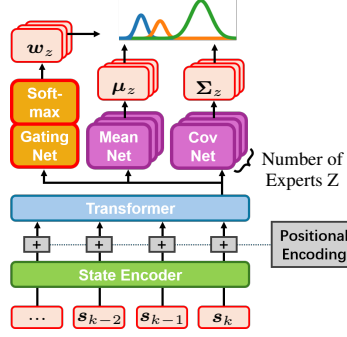 w_z
μ_z
Σ_z
Soft-
max
Gating
Net
Mean
Net
Cov
Net
Number of
Experts Z
Transformer
Positional
Encoding
+ + + +
State Encoder
... s_{k-2} s_{k-1} s_k